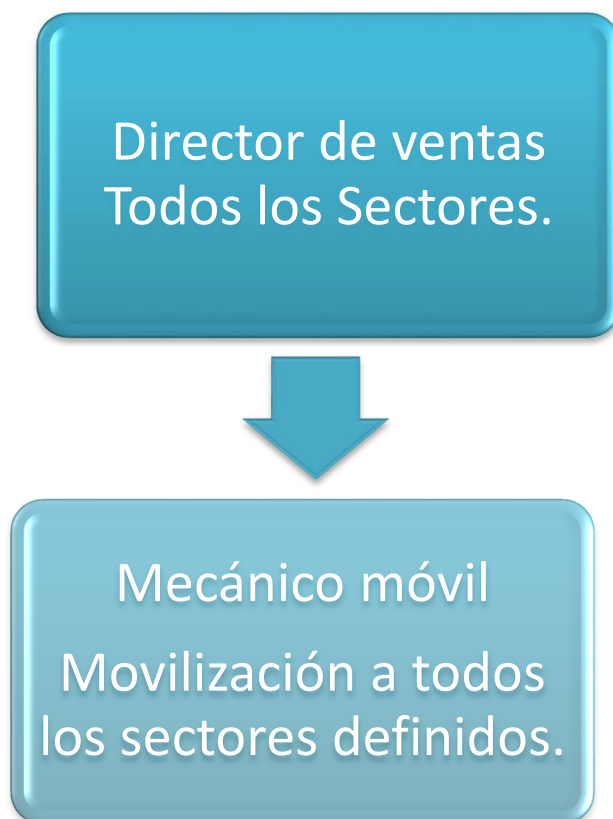 Director de ventas
Todos los Sectores.
Mecánico móvil
Movilización a todos
los sectores definidos.